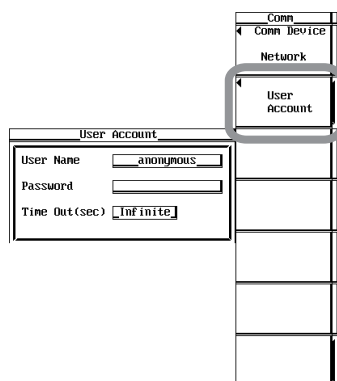 Comm
Comm Device
Network
User
Account
User Account
User Name anonymous
Password
Time Out(sec) Infinite